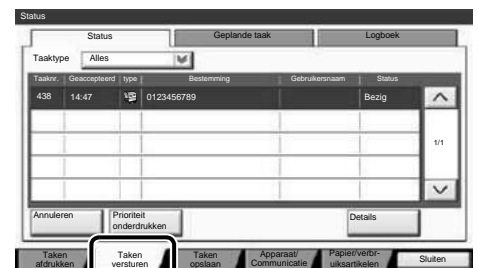 Status
Status Geplande taak Logboek
Taaktype Alles
Taaknr. Geaccepteerd type Bestemming Gebruikersnaam Status
438 14:47 0123456789 Bezig
1/1
Annuleren Prioriteit onderdrukken Details
Taken afdrukken Taken versturen Taken opslaan Apparaat/ Communicatie Papier/verbr- uiksartikelen Sluiten